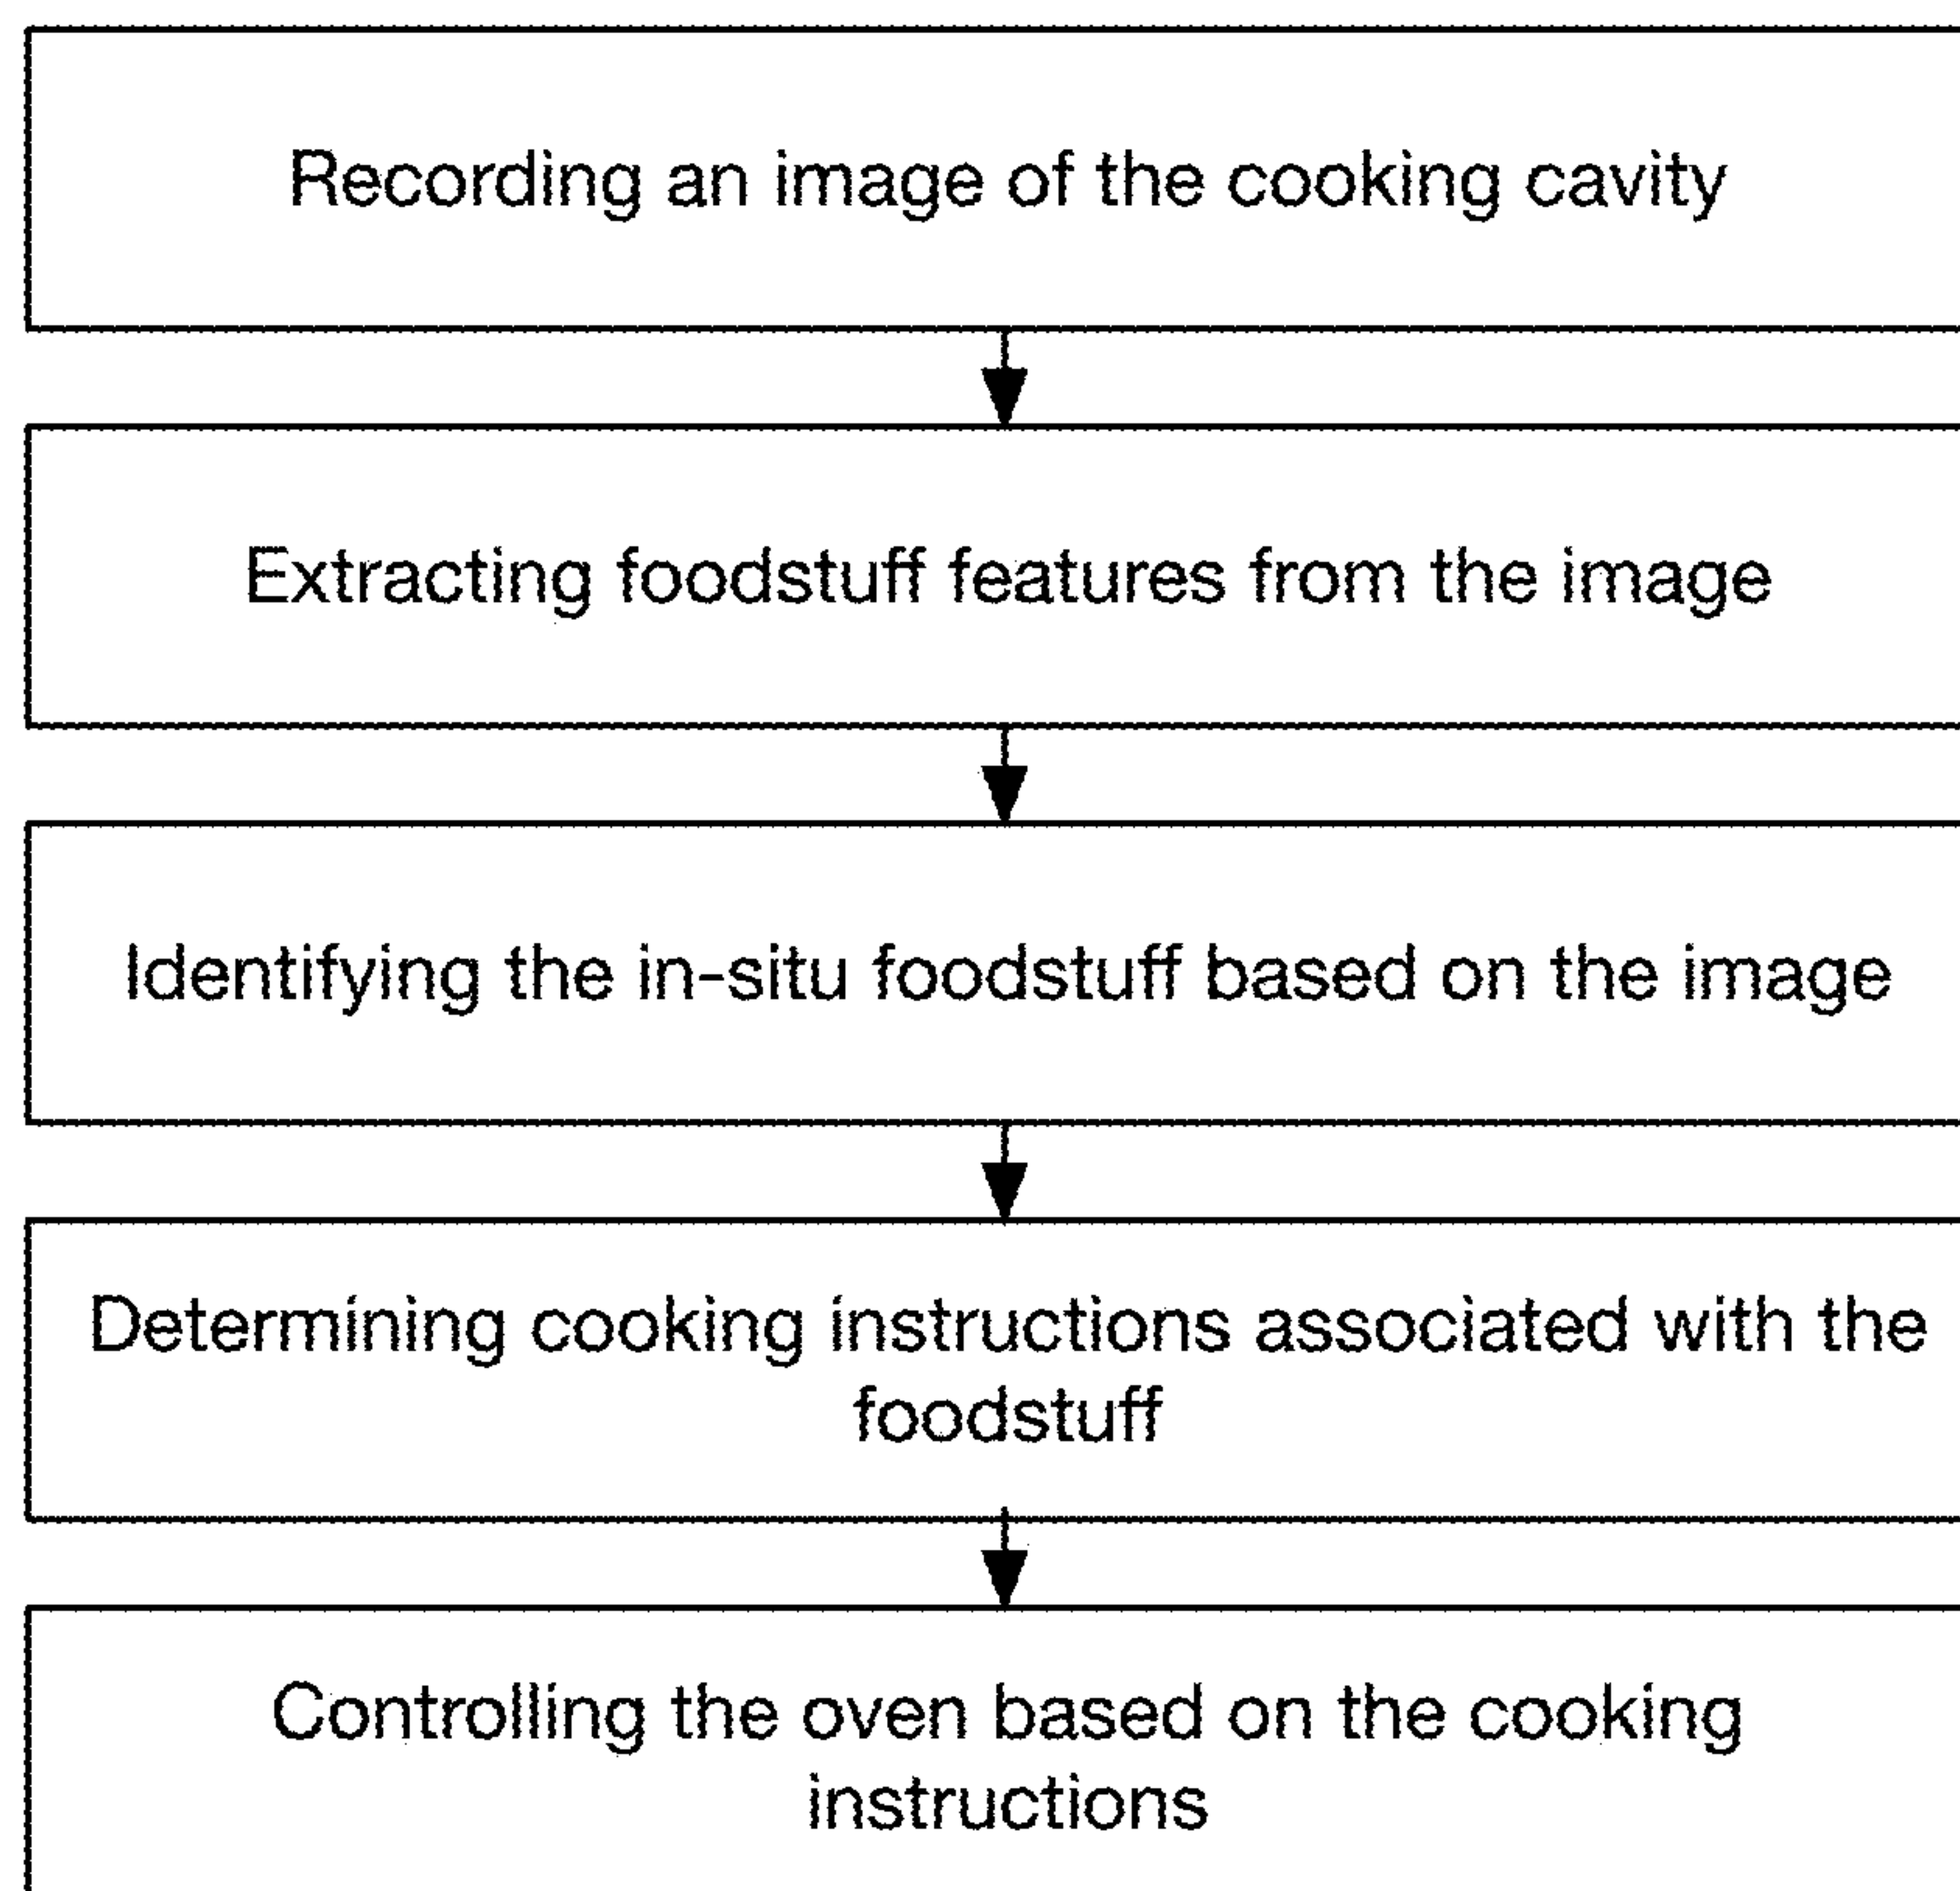 Recording an image of the cooking cavity
Extracting foodstuff features from the image
Identifying the in-situ foodstuff based on the image
Determining cooking instructions associated with the
foodstuff
Controlling the oven based on the cooking
instructions